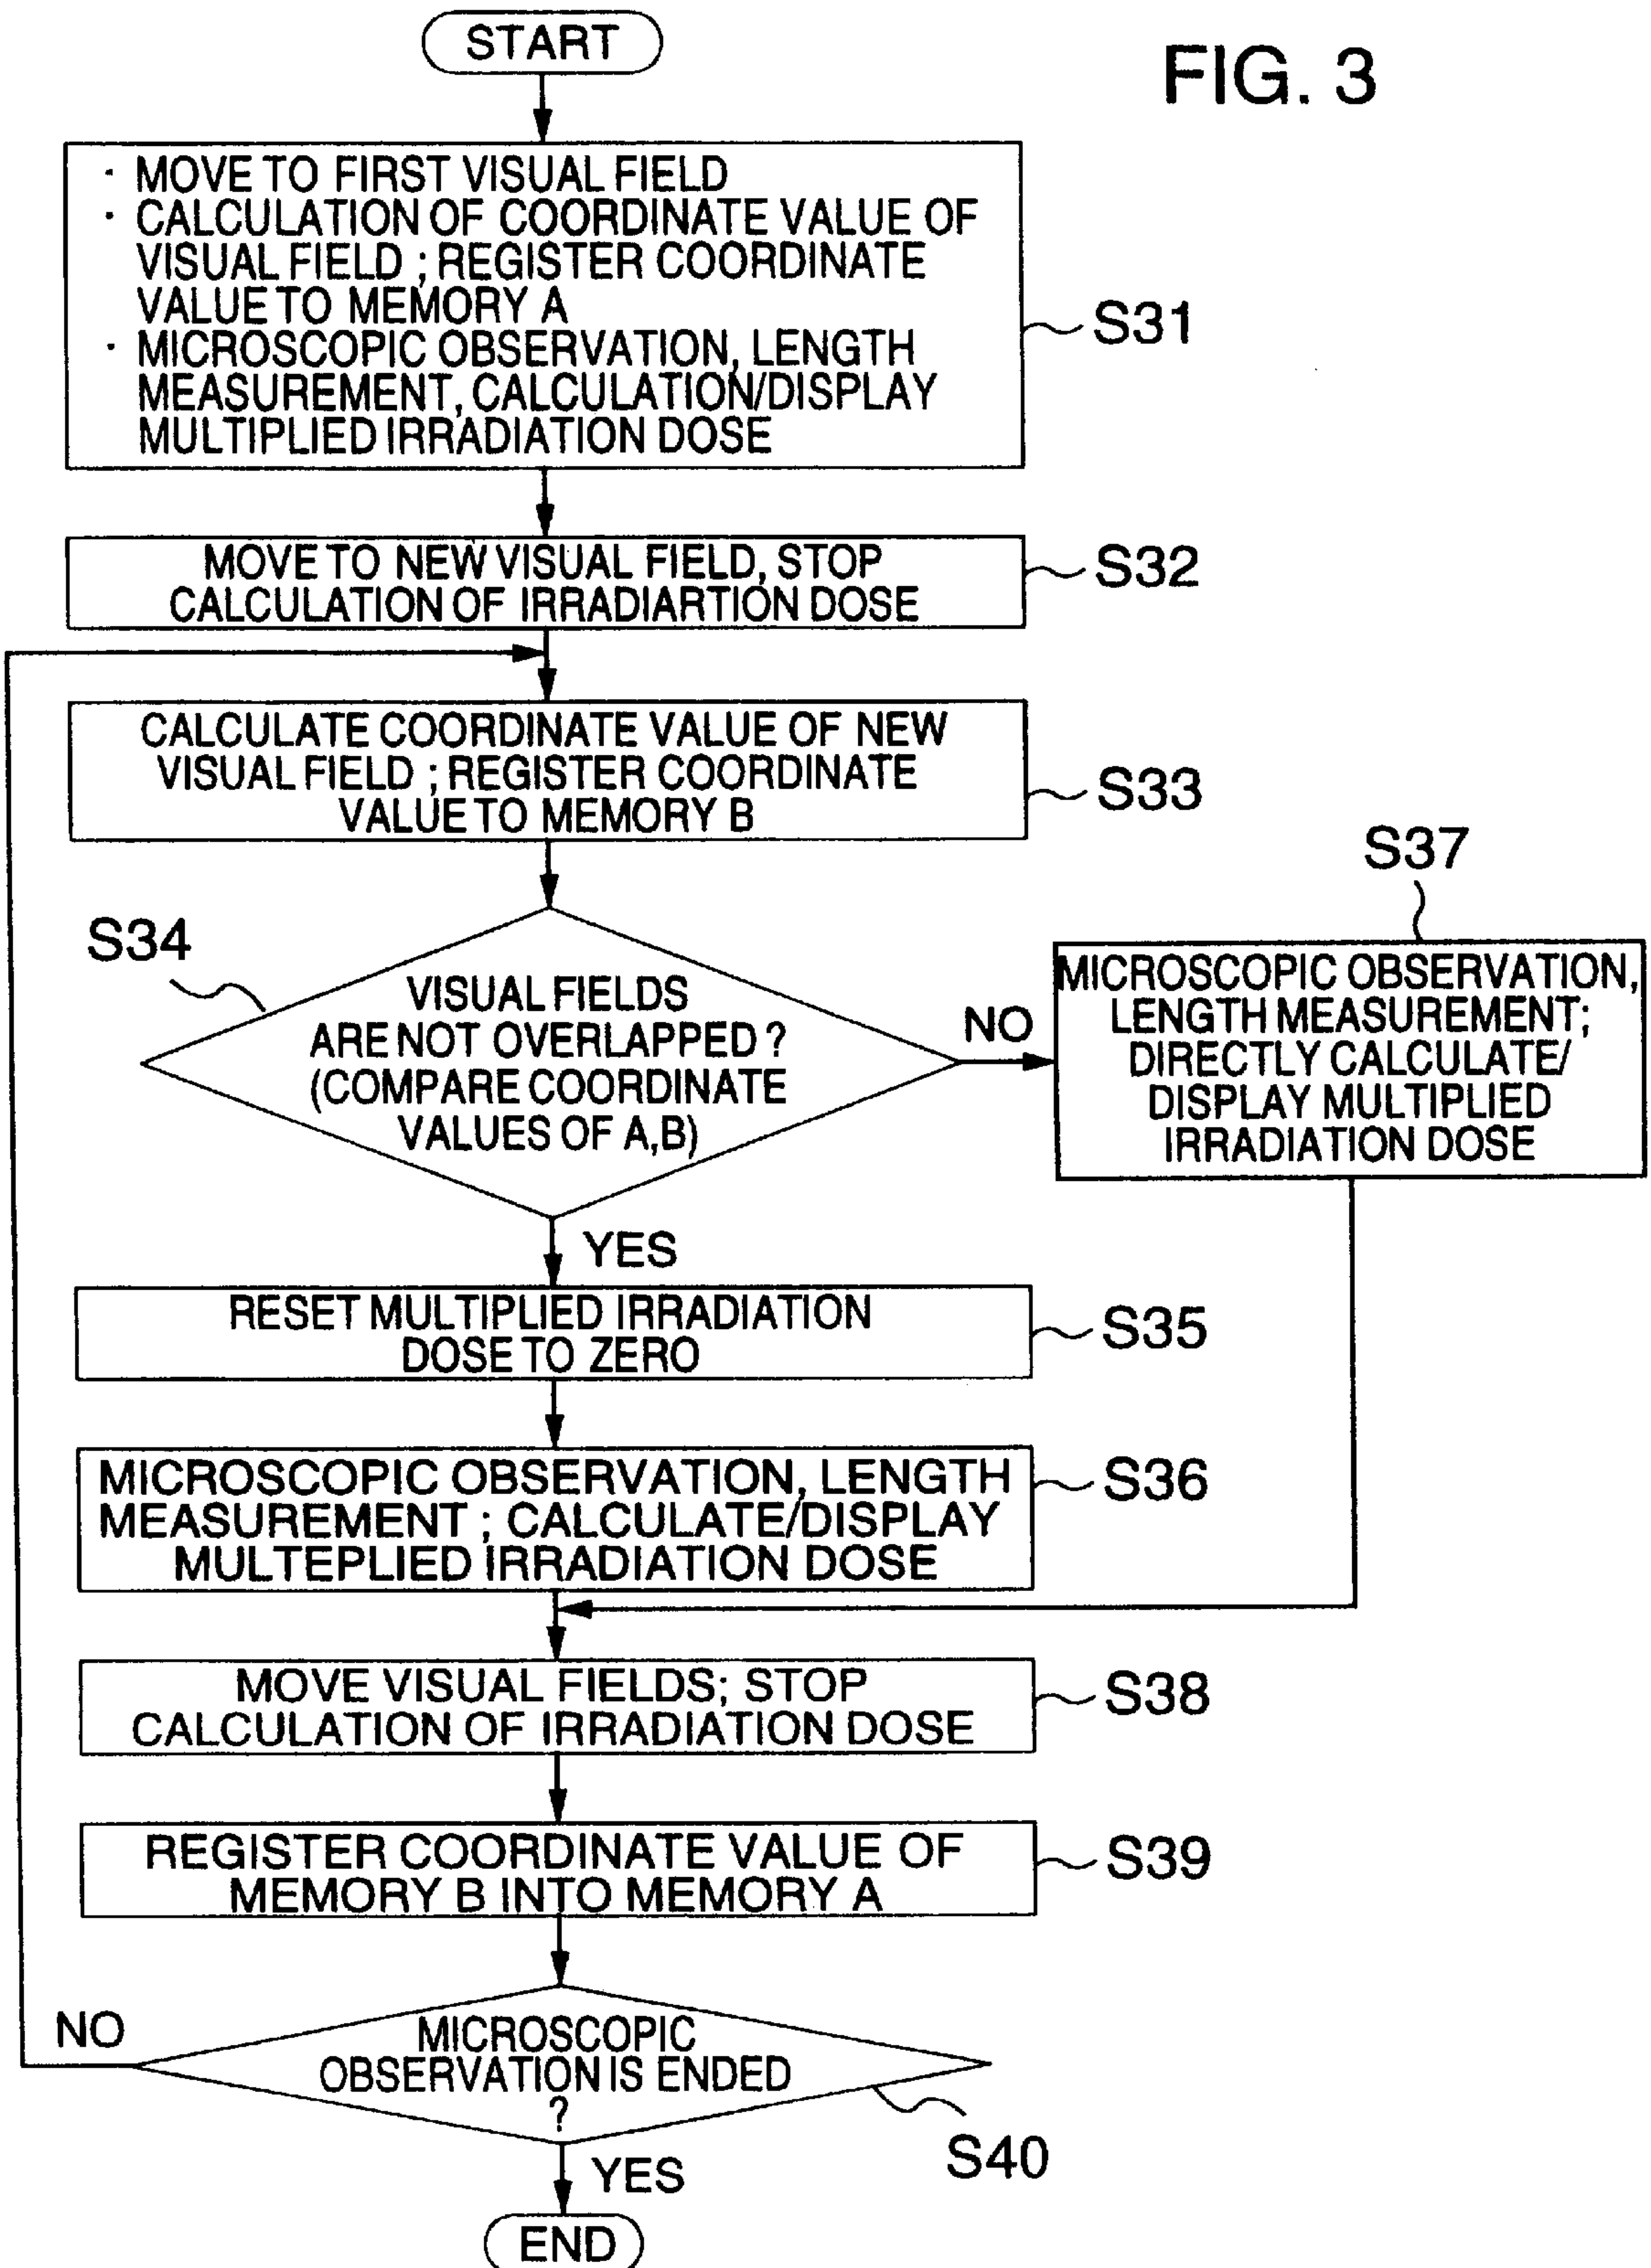 START
FIG. 3
· MOVE TO FIRST VISUAL FIELD
· CALCULATION OF COORDINATE VALUE OF
VISUAL FIELD ; REGISTER COORDINATE
VALUE TO MEMORY A
· MICROSCOPIC OBSERVATION, LENGTH
MEASUREMENT, CALCULATION/DISPLAY
MULTIPLIED IRRADIATION DOSE
S31
MOVE TO NEW VISUAL FIELD, STOP
CALCULATION OF IRRADIARTION DOSE
S32
CALCULATE COORDINATE VALUE OF NEW
VISUAL FIELD ; REGISTER COORDINATE
VALUE TO MEMORY B
S33
S34
VISUAL FIELDS
ARE NOT OVERLAPPED ?
(COMPARE COORDINATE
VALUES OF A,B)
NO
S37
MICROSCOPIC OBSERVATION,
LENGTH MEASUREMENT;
DIRECTLY CALCULATE/
DISPLAY MULTIPLIED
IRRADIATION DOSE
YES
RESET MULTIPLIED IRRADIATION
DOSE TO ZERO
S35
MICROSCOPIC OBSERVATION, LENGTH
MEASUREMENT ; CALCULATE/DISPLAY
MULTEPLIED IRRADIATION DOSE
S36
MOVE VISUAL FIELDS; STOP
CALCULATION OF IRRADIATION DOSE
S38
REGISTER COORDINATE VALUE OF
MEMORY B INTO MEMORY A
S39
NO
MICROSCOPIC
OBSERVATION IS ENDED
?
S40
YES
END